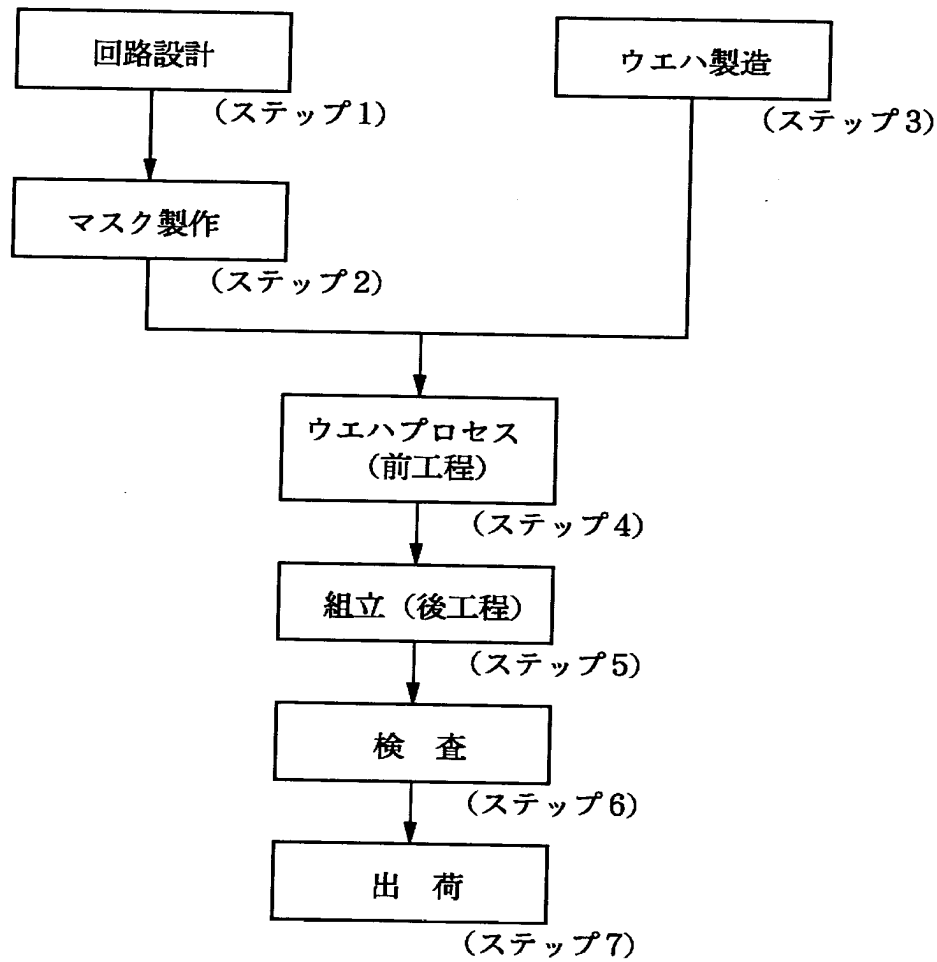 回路設計
(ステップ1)
ウエハ製造
(ステップ3)
マスク製作
(ステップ2)
ウエハプロセス
(前工程)
(ステップ4)
組立(後工程)
(ステップ5)
検 査
(ステップ6)
出 荷
(ステップ7)